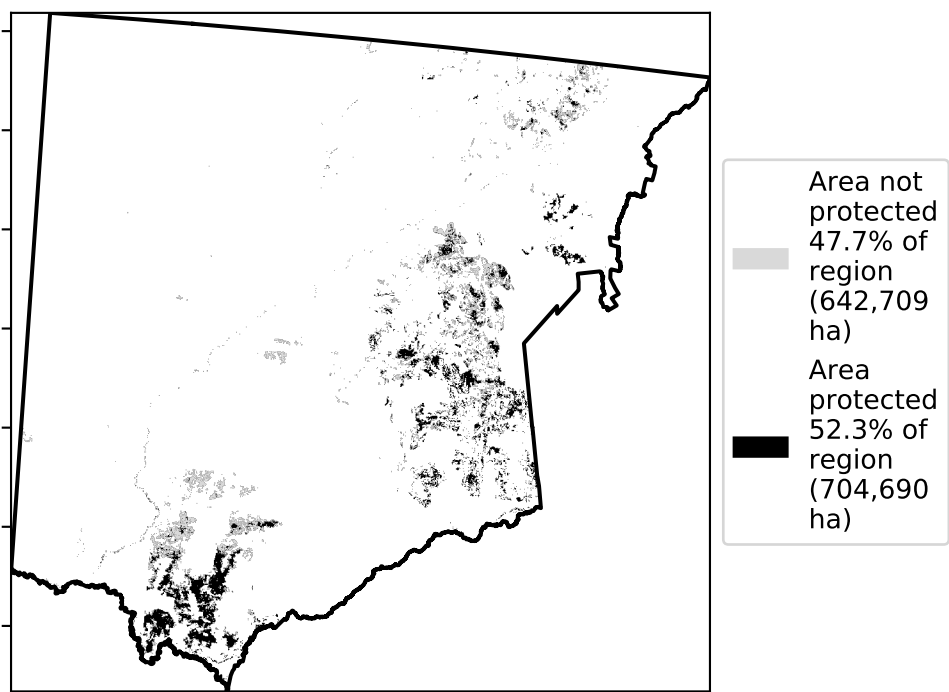 Area not
protected
47.7% of
region
(642,709
ha)
Area
protected
52.3% of
region
(704,690
ha)